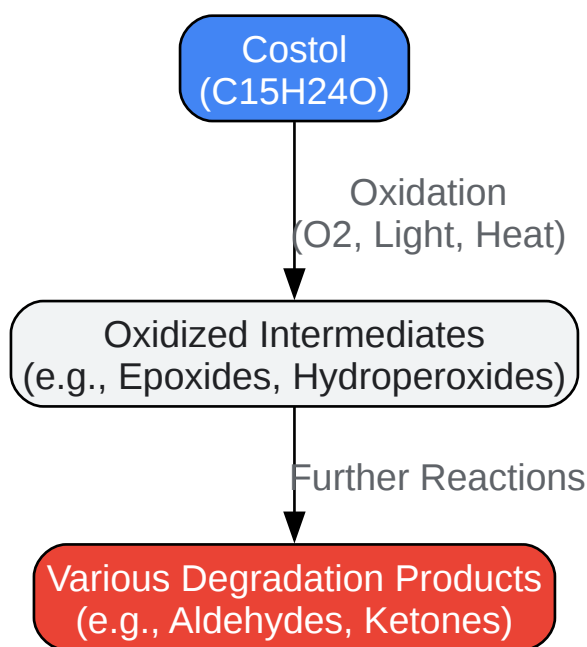 Costol
(C15H24O)
Oxidation
(O2, Light, Heat)
Oxidized Intermediates
(e.g., Epoxides, Hydroperoxides)
Further Reactions
Various Degradation Products
(e.g., Aldehydes, Ketones)